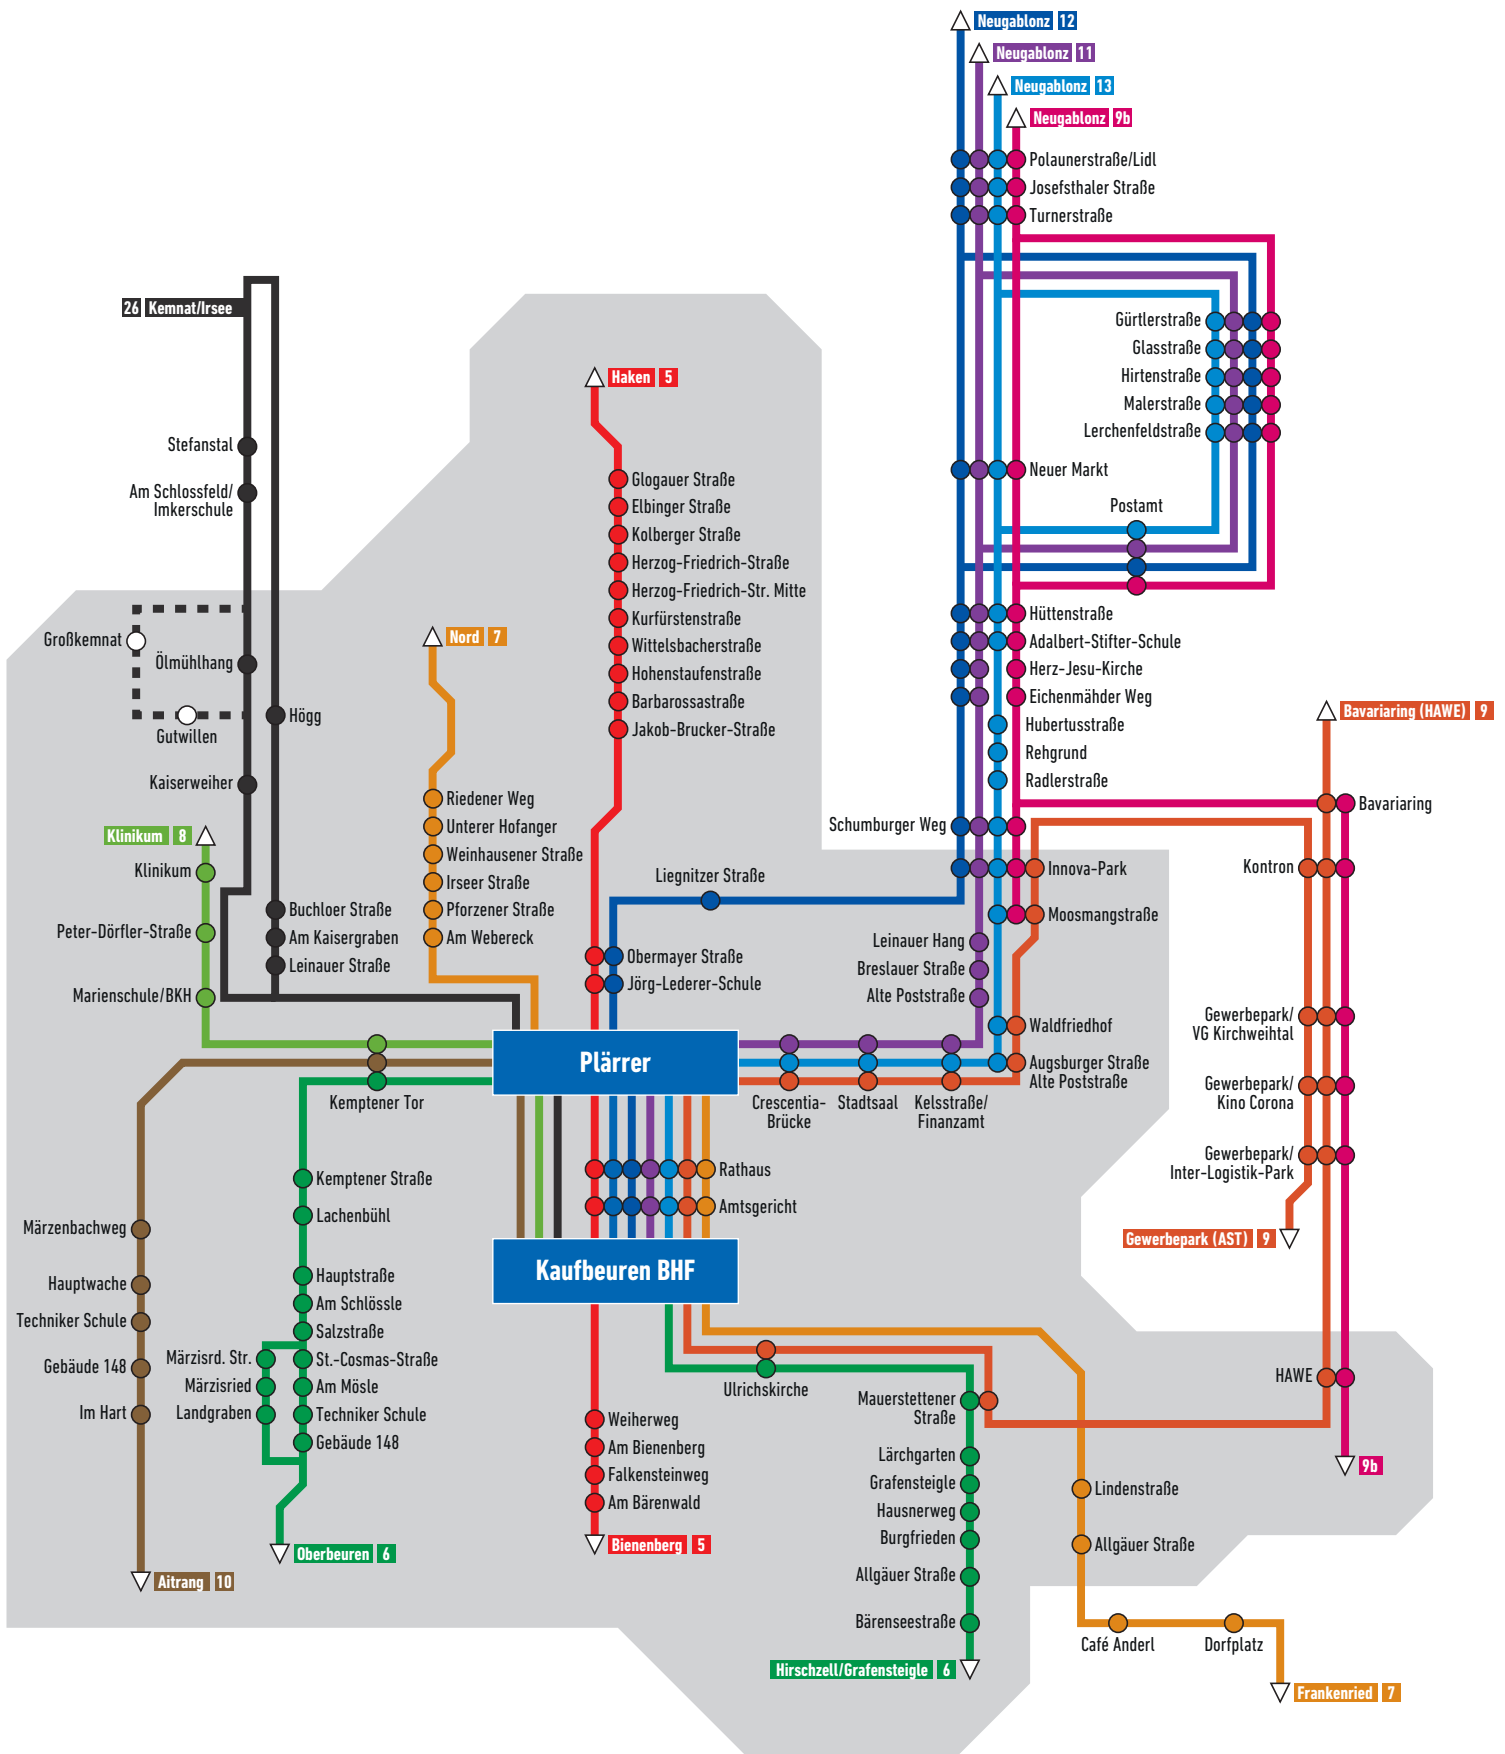 Neugablonz 12
Neugablonz 11
Neugablonz 13
Neugablonz 9b
Polaunerstraße/Lidl
Josefsthaler Straße
Turnerstraße
26 Kemnat/Irsee
Gürtlerstraße
Glasstraße
Hirtenstraße
Malerstraße
Lerchenfeldstraße
Neuer Markt
Postamt
Hüttenstraße
Adalbert-Stifter-Schule
Herz-Jesu-Kirche
Eichenmähder Weg
Hubertusstraße
Rehgrund
Radlerstraße
Schumburger Weg
Innova-Park
Moosmangstraße
Haken 5
Glogauer Straße
Elbinger Straße
Kolberger Straße
Herzog-Friedrich-Straße
Herzog-Friedrich-Str. Mitte
Kurfürstenstraße
Wittelsbacherstraße
Hohenstaufenstraße
Barbarossastraße
Jakob-Brucker-Straße
Stefanstal
Am Schlossfeld/
Imkerschule
Großkemnat
Ölmühlhang
Gutwillen
Högg
Kaiserweiher
Nord 7
Riedener Weg
Unterer Hofanger
Weinhausener Straße
Irseer Straße
Pforzener Straße
Am Webereck
Klinikum 8
Klinikum
Peter-Dörfler-Straße
Marienschule/BKH
Buchloer Straße
Am Kaisergraben
Leinauer Straße
Liegnitzer Straße
Obermayer Straße
Jörg-Lederer-Schule
Leinauer Hang
Breslauer Straße
Alte Poststraße
Waldfriedhof
Augsburger Straße
Alte Poststraße
Bavariaring (HAWE) 9
Bavariaring
Kontron
Gewerbepark/
VG Kirchweihtal
Gewerbepark/
Kino Corona
Gewerbepark/
Inter-Logistik-Park
Gewerbepark (AST) 9
HAWE
9b
Plärrer
Kemptener Tor
Crescentia-
Brücke
Stadtsaal
Kelsstraße/
Finanzamt
Rathaus
Amtsgericht
Kaufbeuren BHF
Kemptener Straße
Lachenbühl
Hauptstraße
Am Schlössle
Salzstraße
St.-Cosmas-Straße
Am Mösle
Techniker Schule
Gebäude 148
Märzisrd. Str.
Märzisried
Landgraben
Oberbeuren 6
Märzenbachweg
Hauptwache
Techniker Schule
Gebäude 148
Im Hart
Aitrang 10
Weiherweg
Am Bienenberg
Falkensteinweg
Am Bärenwald
Bienenberg 5
Ulrichskirche
Mauerstettener
Straße
Lärchgarten
Grafensteigle
Hausnerweg
Burgfrieden
Allgäuer Straße
Bärenseestraße
Hirschzell/Grafensteigle 6
Lindenstraße
Allgäuer Straße
Café Anderl
Dorfplatz
Frankenried 7